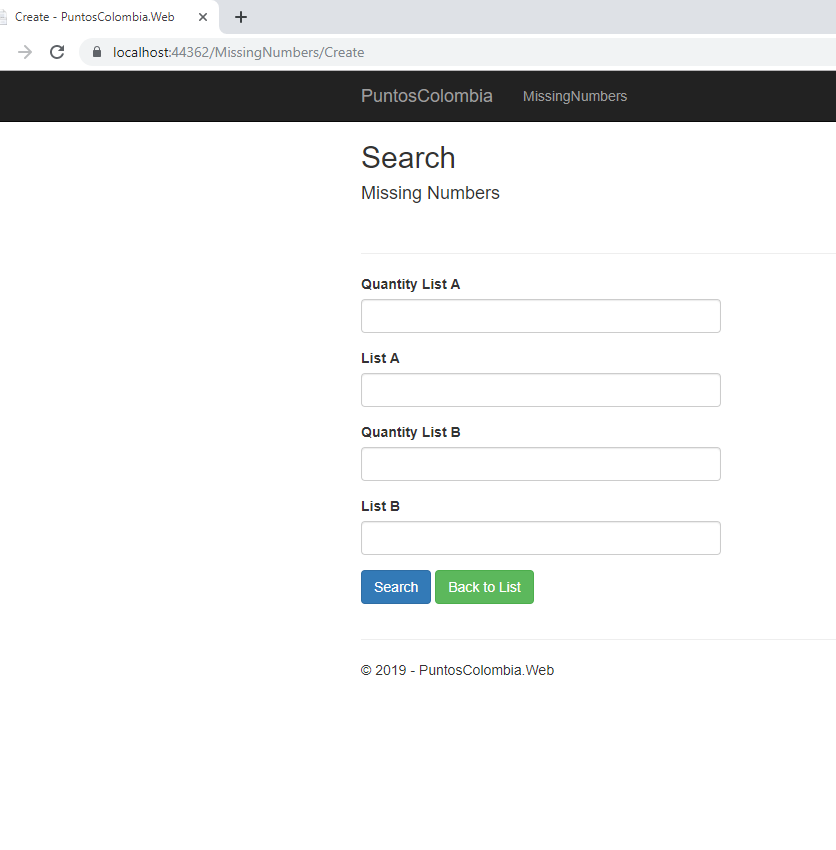 Create - PuntosColombia.Web
localhost:44362/MissingNumbers/Create
PuntosColombia MissingNumbers
Search
Missing Numbers
Quantity List A
List A
Quantity List B
List B
Search Back to List
© 2019 - PuntosColombia.Web